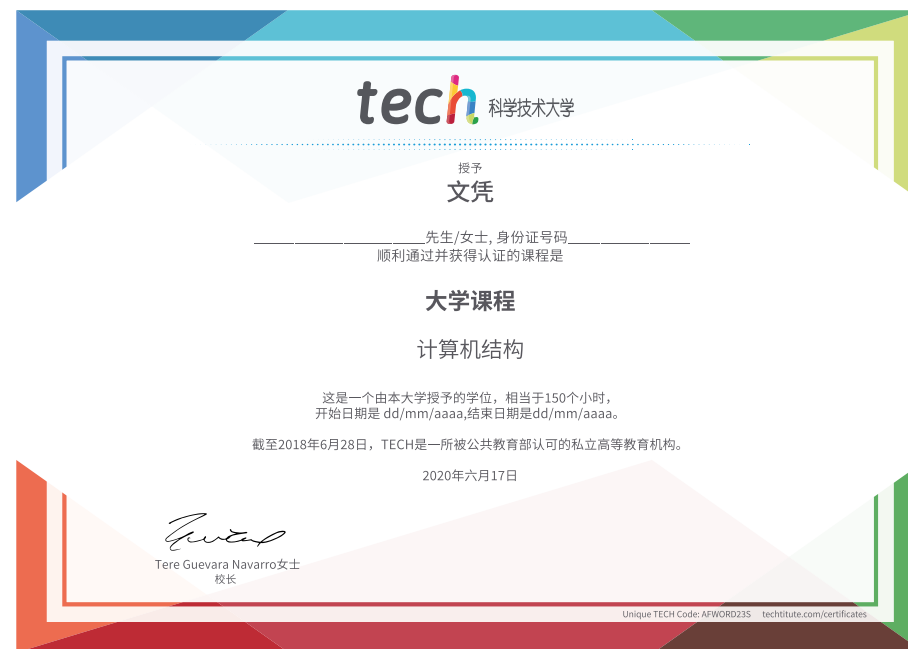 tech 科学技术大学
授予
文凭
______________________先生/女士, 身份证号码______________
顺利通过并获得认证的课程是
大学课程
计算机结构
这是一个由本大学授予的学位，相当于150个小时，
开始日期是 dd/mm/aaaa,结束日期是dd/mm/aaaa。
截至2018年6月28日，TECH是一所被公共教育部认可的私立高等教育机构。
2020年六月17日
Tere Guevara Navarro女士
校长
Unique TECH Code: AFWORD23S techtitute.com/certificates